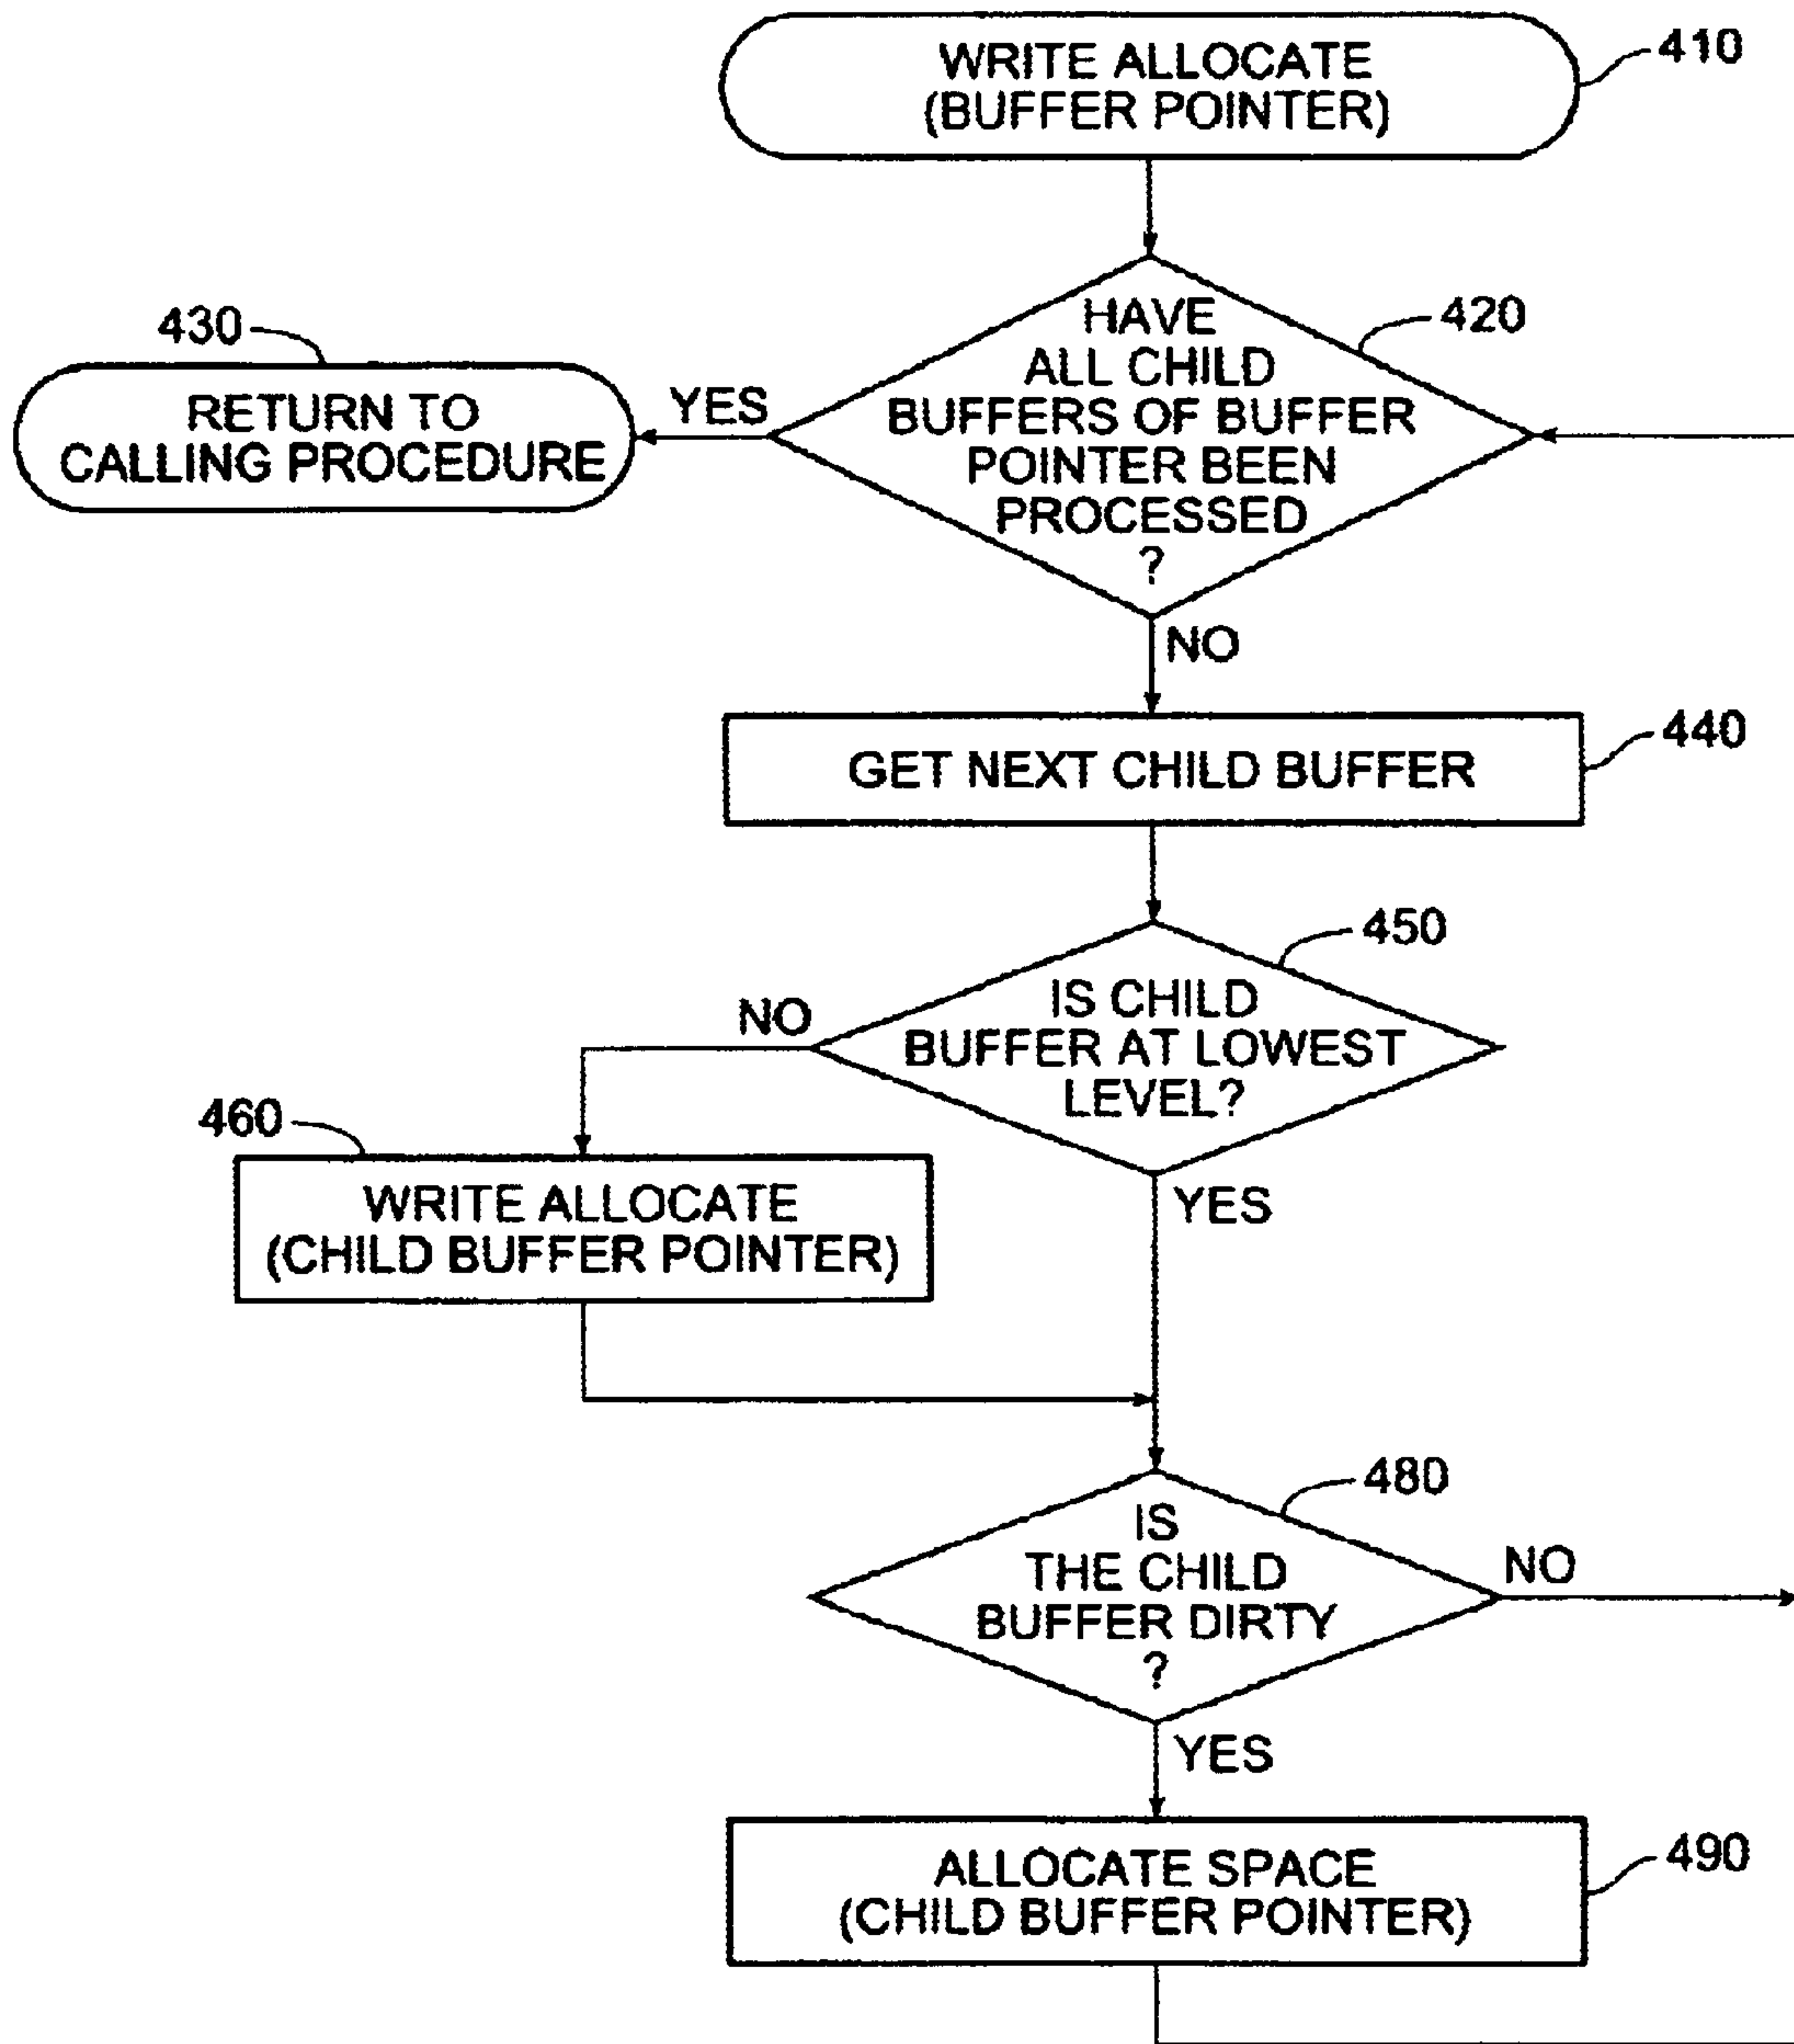 WRITE ALLOCATE
(BUFFER POINTER)
410
HAVE
ALL CHILD
BUFFERS OF BUFFER
POINTER BEEN
PROCESSED
?
420
430
RETURN TO
CALLING PROCEDURE
YES
NO
GET NEXT CHILD BUFFER
440
450
IS CHILD
BUFFER AT LOWEST
LEVEL?
NO
460
WRITE ALLOCATE
(CHILD BUFFER POINTER)
YES
480
IS
THE CHILD
BUFFER DIRTY
?
NO
YES
ALLOCATE SPACE
(CHILD BUFFER POINTER)
490